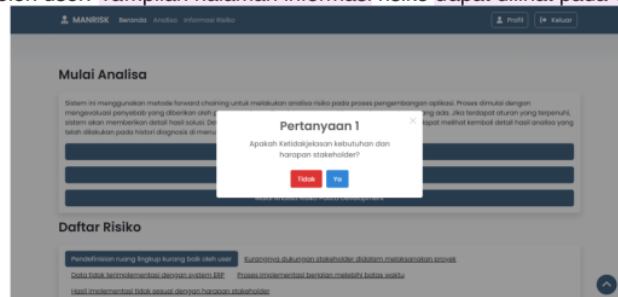 MANRISK Beranda Analisa Informasi Risiko Profil Keluar
Mulai Analisa
Sistem ini menggunakan metode forward chaining untuk melakukan analisa risiko pada proses pengembangan aplikasi. Proses dimulai dengan
mengevaluasi penyebab yang diberikan oleh yang ada. Jika terdapat aturan yang terpenuhi,
sistem akan memberikan detail hasil solusi. dapat melihat kembali detail hasil analisa yang
telah dilakukan pada histori diagnosis di menu
Pertanyaan 1
Apakah Ketidakjelasan kebutuhan dan
harapan stakeholder?
Tidak Ya
Daftar Risiko
Pendefinisian ruang lingkup kurang baik oleh user Kurangnya dukungan stakeholder didalam melaksanakan proyek
Data tidak terimplementasi dengan system ERP Proses implementasi berjalan melebihi batas waktu
Hasil implementasi tidak sesuai dengan harapan stakeholder